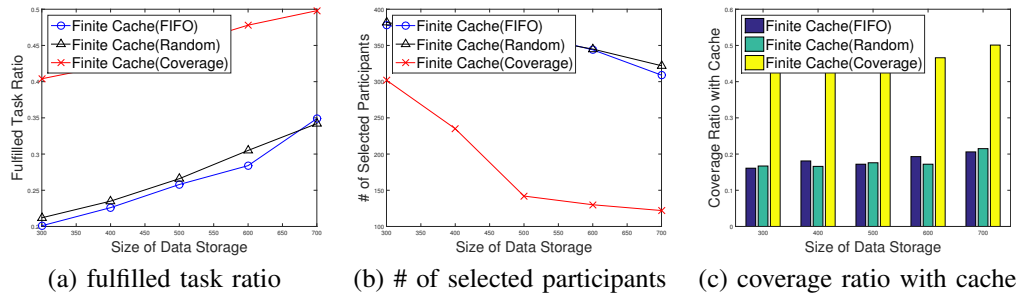 Finite Cache(FIFO)
Finite Cache(Random)
Finite Cache(Coverage)
Fulfilled Task Ratio
0.5
0.45
0.4
0.35
0.3
0.25
0.2
300 350 400 450 500 550 600 650 700
Size of Data Storage
(a) fulfilled task ratio
Finite Cache(FIFO)
Finite Cache(Random)
Finite Cache(Coverage)
# of Selected Participants
400
350
300
250
200
150
100
300 350 400 450 500 550 600 650 700
Size of Data Storage
(b) # of selected participants
Finite Cache(FIFO)
Finite Cache(Random)
Finite Cache(Coverage)
Coverage Ratio with Cache
0.6
0.5
0.4
0.3
0.2
0.1
0
300 400 500 600 700
Size of Data Storage
(c) coverage ratio with cache